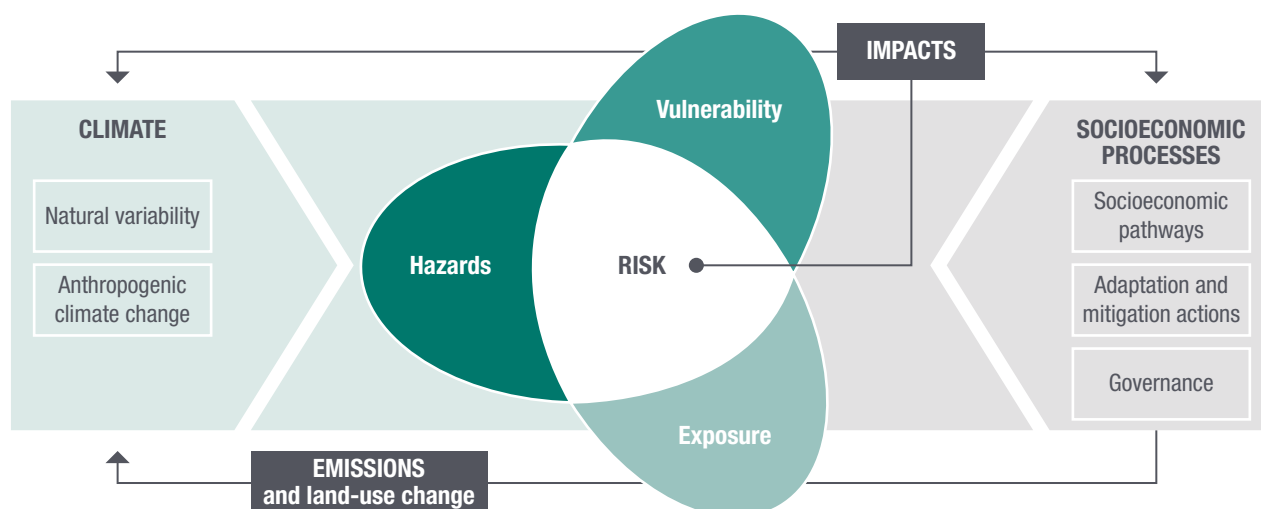 IMPACTS
CLIMATE
Natural variability
Anthropogenic
climate change
Vulnerability
Hazards
RISK
Exposure
SOCIOECONOMIC
PROCESSES
Socioeconomic
pathways
Adaptation and
mitigation actions
Governance
EMISSIONS
and land-use change